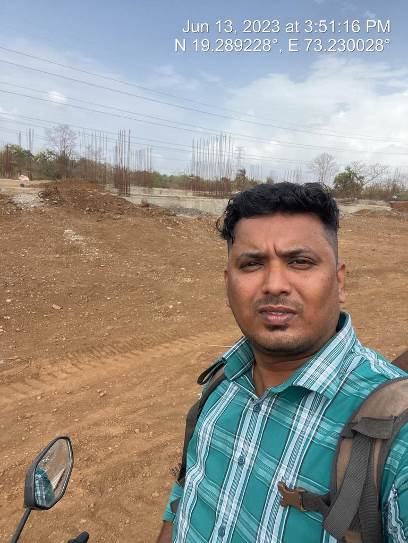 Jun 13, 2023 at 3:51:16 PM
N 19.289228°, E 73.230028°